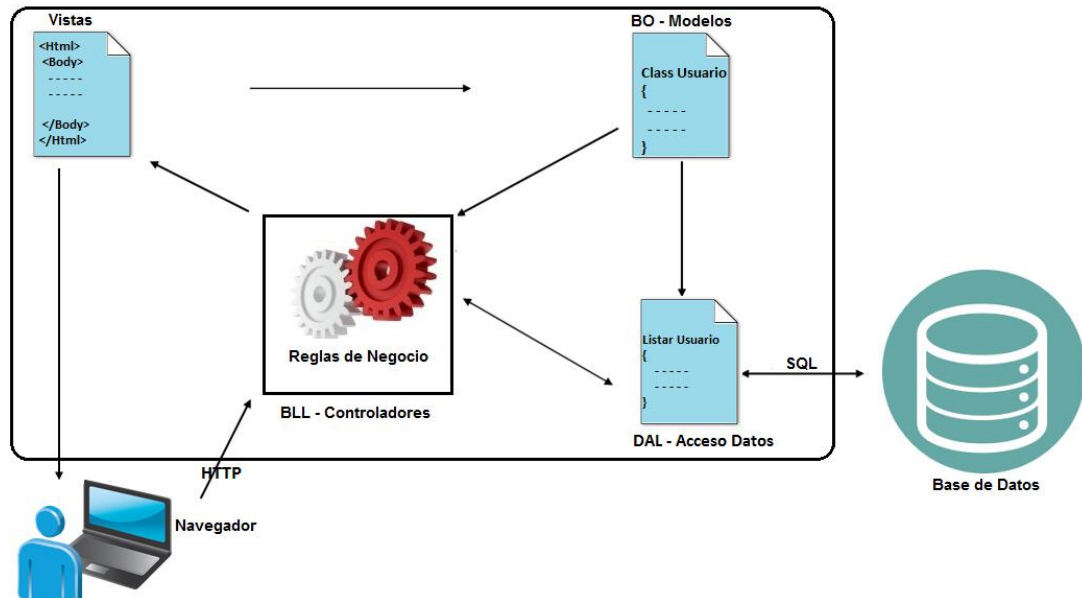 Vistas
<Html>
<Body>
- - - - -
- - - - -
</Body>
</Html>
BO - Modelos
Class Usuario
{
- - - - -
- - - - -
}
Reglas de Negocio
BLL - Controladores
Listar Usuario
{
- - - - -
- - - - -
}
DAL - Acceso Datos
SQL
Base de Datos
HTTP
Navegador